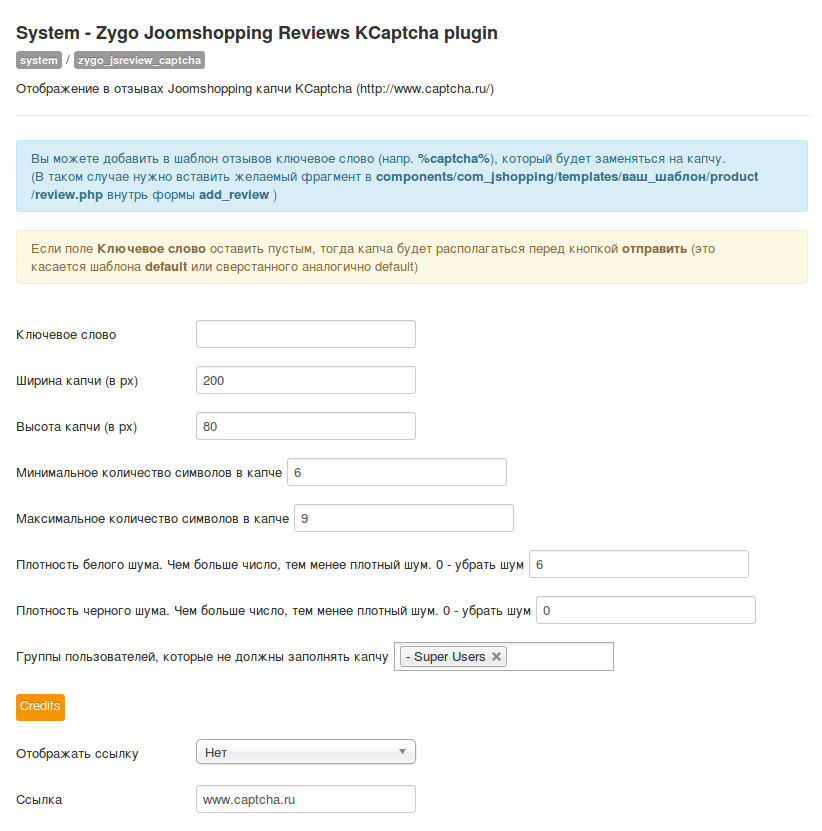 System - Zygo Joomshopping Reviews KCaptcha plugin
system / zygo_jsreview_captcha
Отображение в отзывах Joomshopping капчи KCaptcha (http://www.captcha.ru/)
Вы можете добавить в шаблон отзывов ключевое слово (напр. %captcha%), который будет заменяться на капчу.
(В таком случае нужно вставить желаемый фрагмент в components/com_jshopping/templates/ваш_шаблон/product
/review.php внутрь формы add_review )
Если поле Ключевое слово оставить пустым, тогда капча будет располагаться перед кнопкой отправить (это
касается шаблона default или сверстанного аналогично default)
Ключевое слово
Ширина капчи (в px) 200
Высота капчи (в px) 80
Минимальное количество символов в капче 6
Максимальное количество символов в капче 9
Плотность белого шума. Чем больше число, тем менее плотный шум. 0 - убрать шум 6
Плотность черного шума. Чем больше число, тем менее плотный шум. 0 - убрать шум 0
Группы пользователей, которые не должны заполнять капчу - Super Users
Credits
Отображать ссылку Нет
Ссылка www.captcha.ru